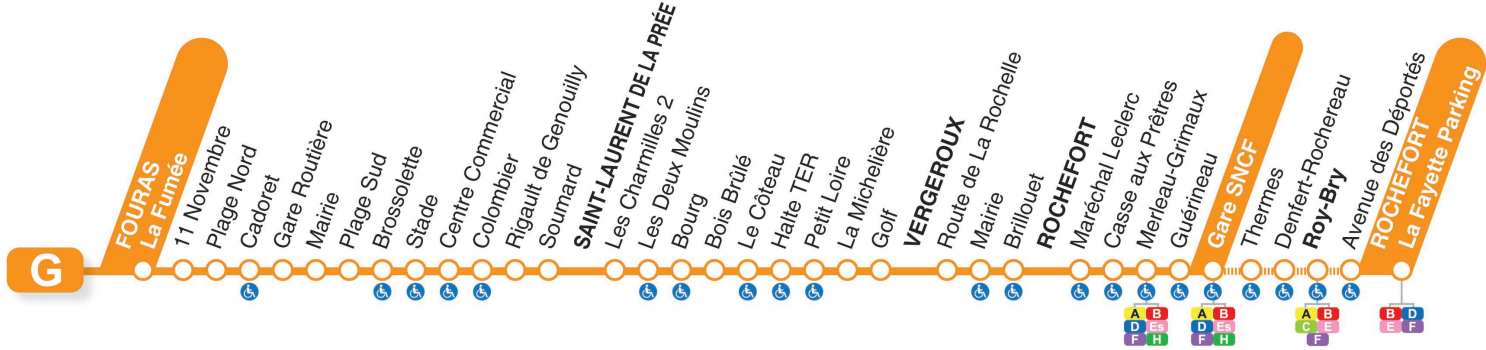 G
FOURAS
La Fumée
11 Novembre
Plage Nord
Cadoret
Gare Routière
Mairie
Plage Sud
Brossolette
Stade
Centre Commercial
Colombier
Rigault de Genouilly
Soumard
SAINT-LAURENT DE LA PRÉE
Les Charmilles 2
Les Deux Moulins
Bourg
Bois Brûlé
Le Côteau
Halte TER
Petit Loire
La Michelière
Golf
VERGEROUX
Route de La Rochelle
Mairie
Brillouet
ROCHEFORT
Maréchal Leclerc
Casse aux Prêtres
Merleau-Grimaux
Guérineau
Gare SNCF
Thermes
Denfert-Rochereau
Roy-Bry
Avenue des Déportés
ROCHEFORT
La Fayette Parking
A B
D Es
F H
A B
D Es
F H
A B
C E
F
B D
E F